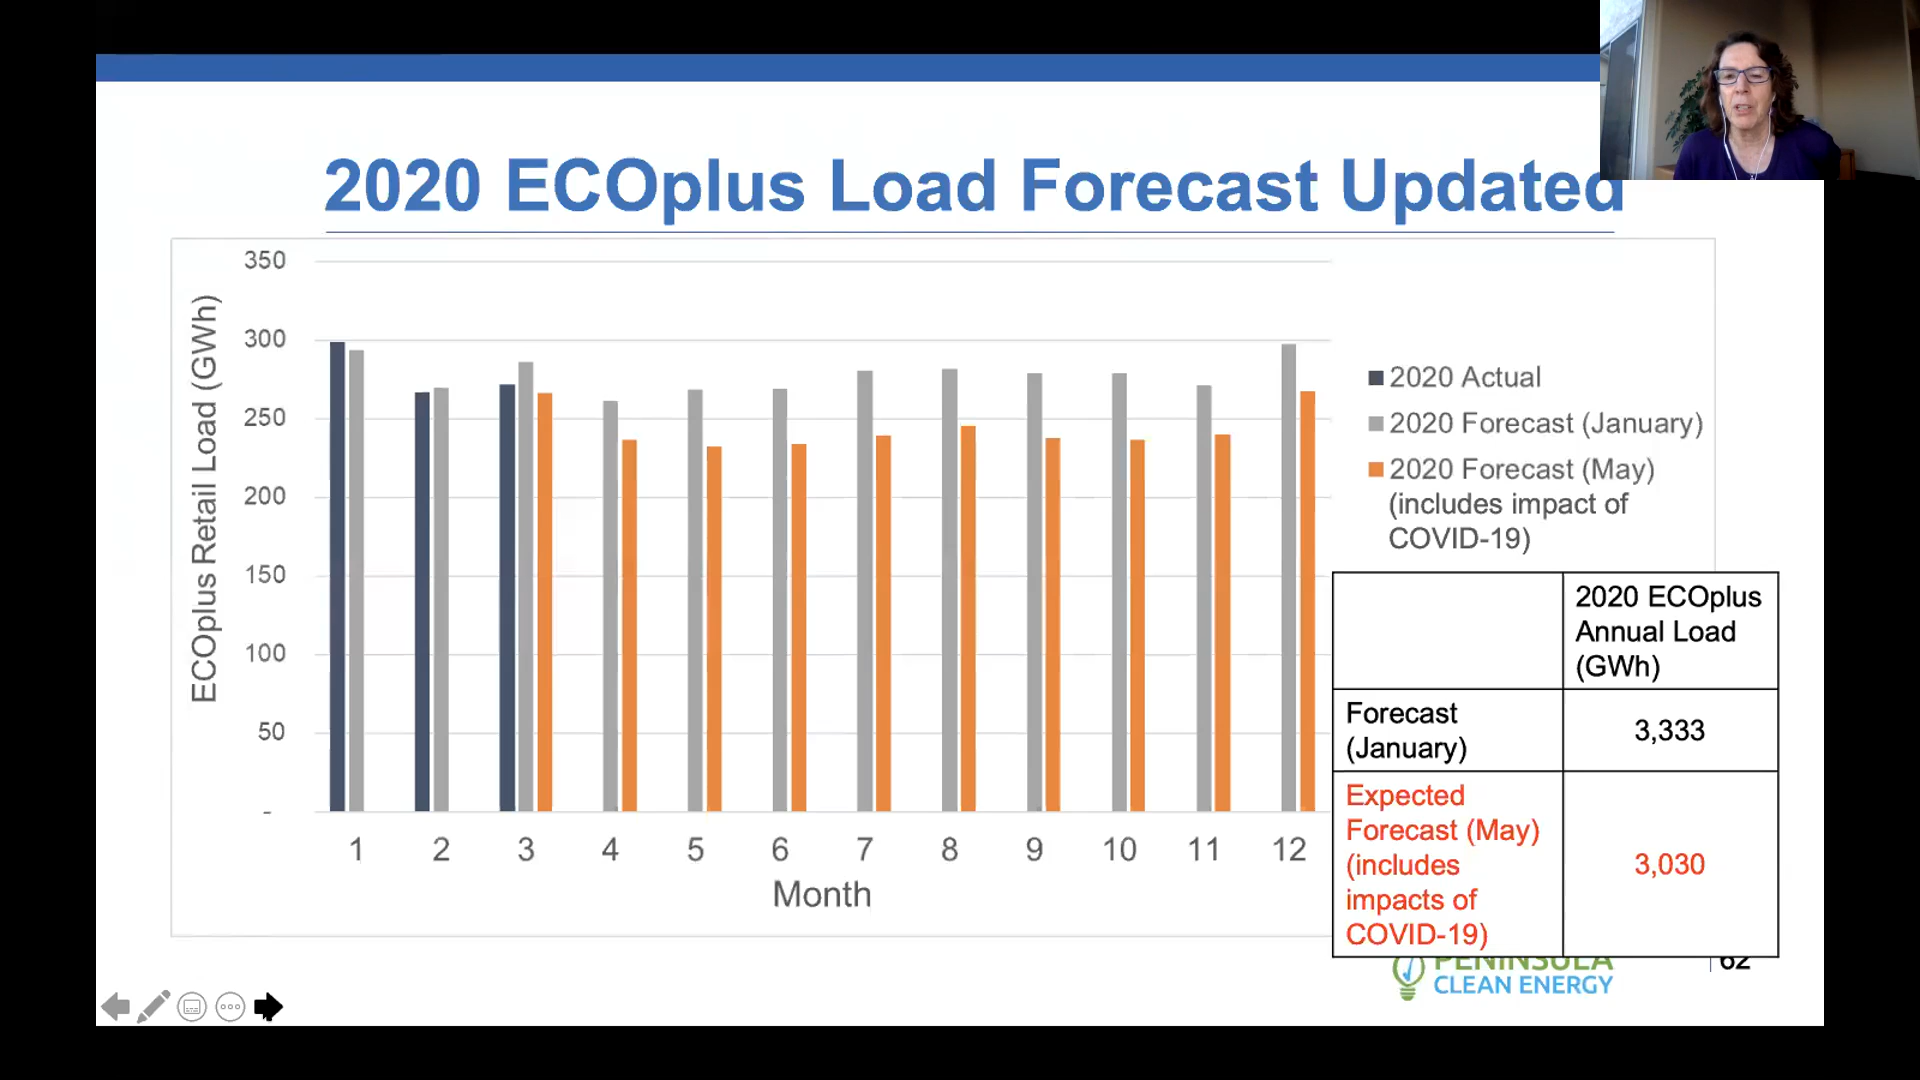 2020 ECOplus Load Forecast Updated
ECOplus Retail Load (GWh)
350
300
250
200
150
100
50
-
1 2 3 4 5 6 7 8 9 10 11 12
Month
2020 Actual
2020 Forecast (January)
2020 Forecast (May)
(includes impact of
COVID-19)
2020 ECOplus
Annual Load
(GWh)
Forecast
(January)
3,333
Expected
Forecast (May)
(includes
impacts of
COVID-19)
3,030
PENINSULA
CLEAN ENERGY
62